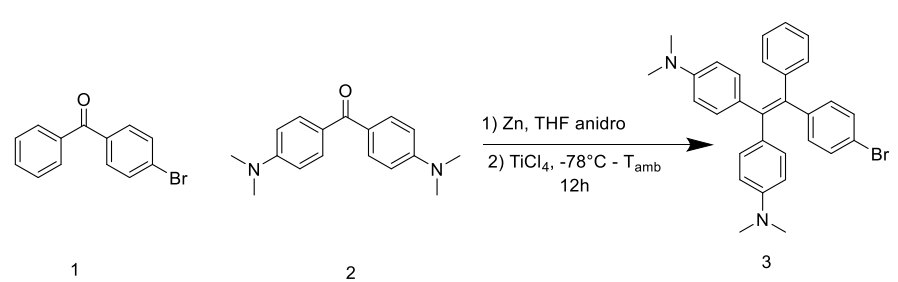 O
Br
1
O
N
N
2
1) Zn, THF anidro
2) TiCl₄, -78°C - Tₐₘb
12h
N
Br
N
3